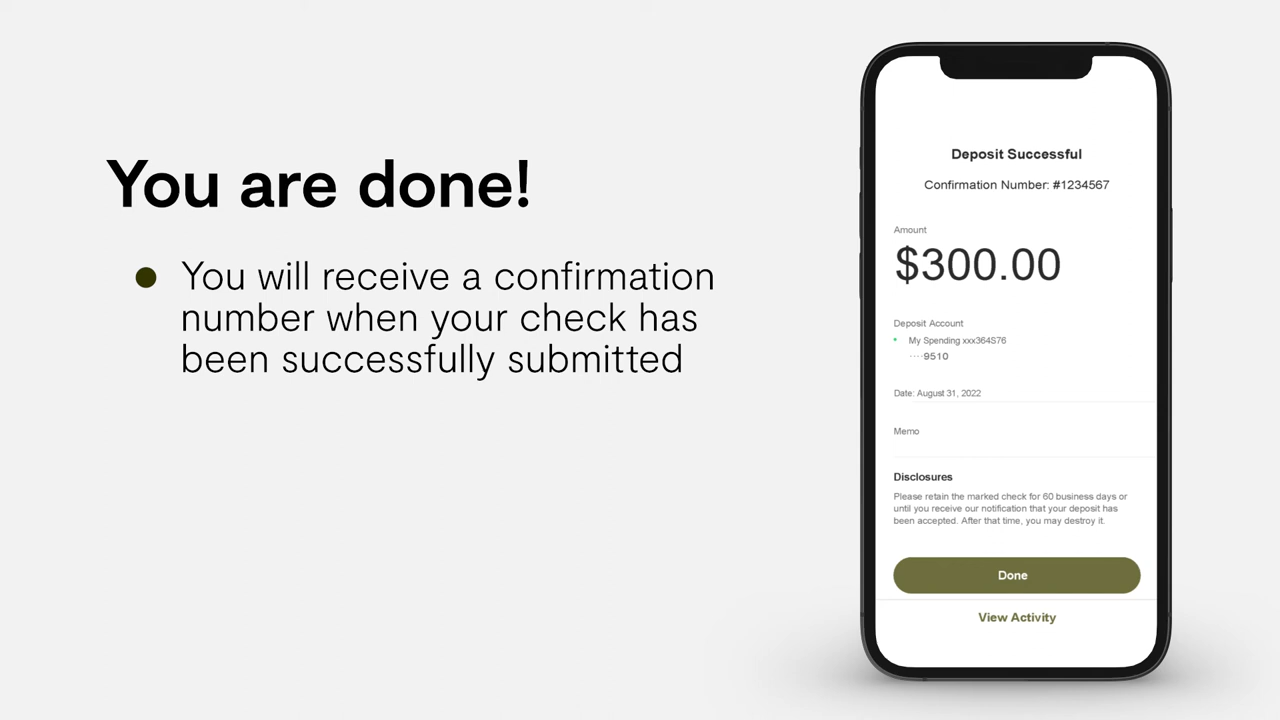 You are done!
You will receive a confirmation
number when your check has
been successfully submitted
Deposit Successful
Confirmation Number: #1234567
Amount
$300.00
Deposit Account
My Spending xxx364S76
····9510
Date: August 31, 2022
Memo
Disclosures
Please retain the marked check for 60 business days or
until you receive our notification that your deposit has
been accepted. After that time, you may destroy it.
Done
View Activity